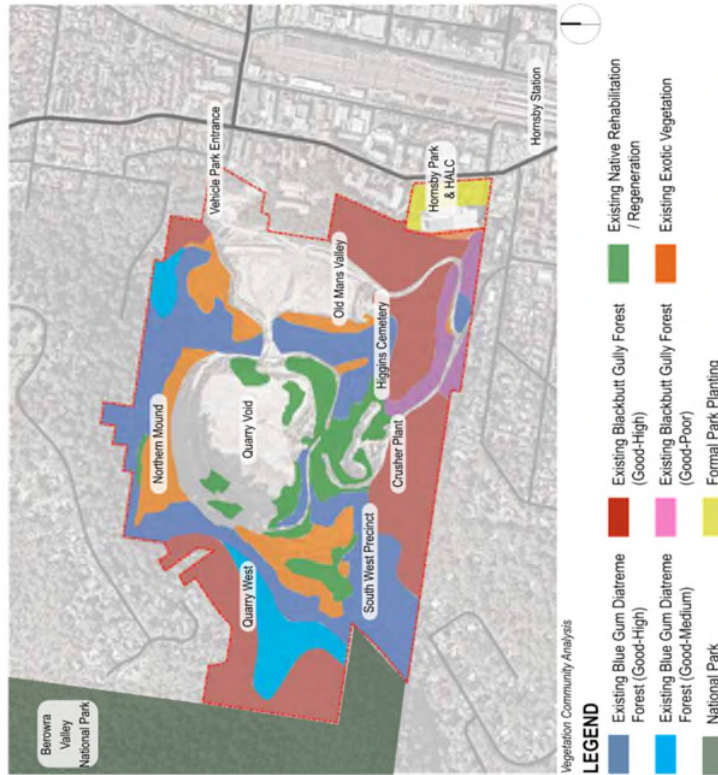 Berowra
Valley
National Park
Northern Mound
Vehicle Park Entrance
Quarry West
Quarry Void
Old Mans Valley
South West Precinct
Crusher Plant
Higgins Cemetery
Hornsby Park
& HALC
Hornsby Station
Vegetation Community Analysis
LEGEND
Existing Blue Gum Diatreme
Forest (Good-High)
Existing Blue Gum Diatreme
Forest (Good-Medium)
National Park
Existing Blackbutt Gully Forest
(Good-High)
Existing Blackbutt Gully Forest
(Good-Poor)
Formal Park Planting
Existing Native Rehabilitation
/ Regeneration
Existing Exotic Vegetation